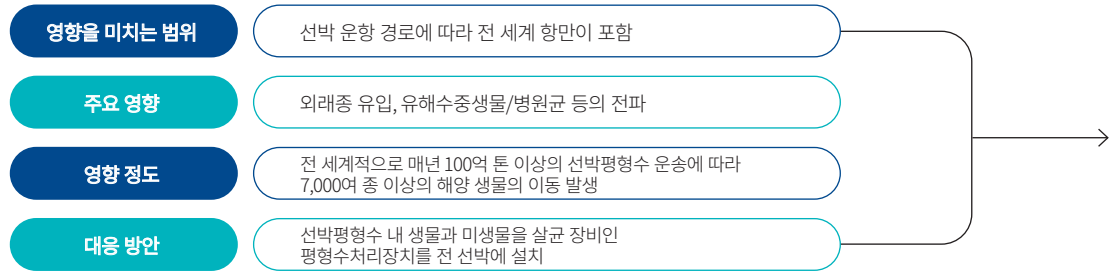 영향을 미치는 범위
선박 운항 경로에 따라 전 세계 항만이 포함
주요 영향
외래종 유입, 유해수중생물/병원균 등의 전파
영향 정도
전 세계적으로 매년 100억 톤 이상의 선박평형수 운송에 따라
7,000여 종 이상의 해양 생물의 이동 발생
대응 방안
선박평형수 내 생물과 미생물을 살균 장비인
평형수처리장치를 전 선박에 설치